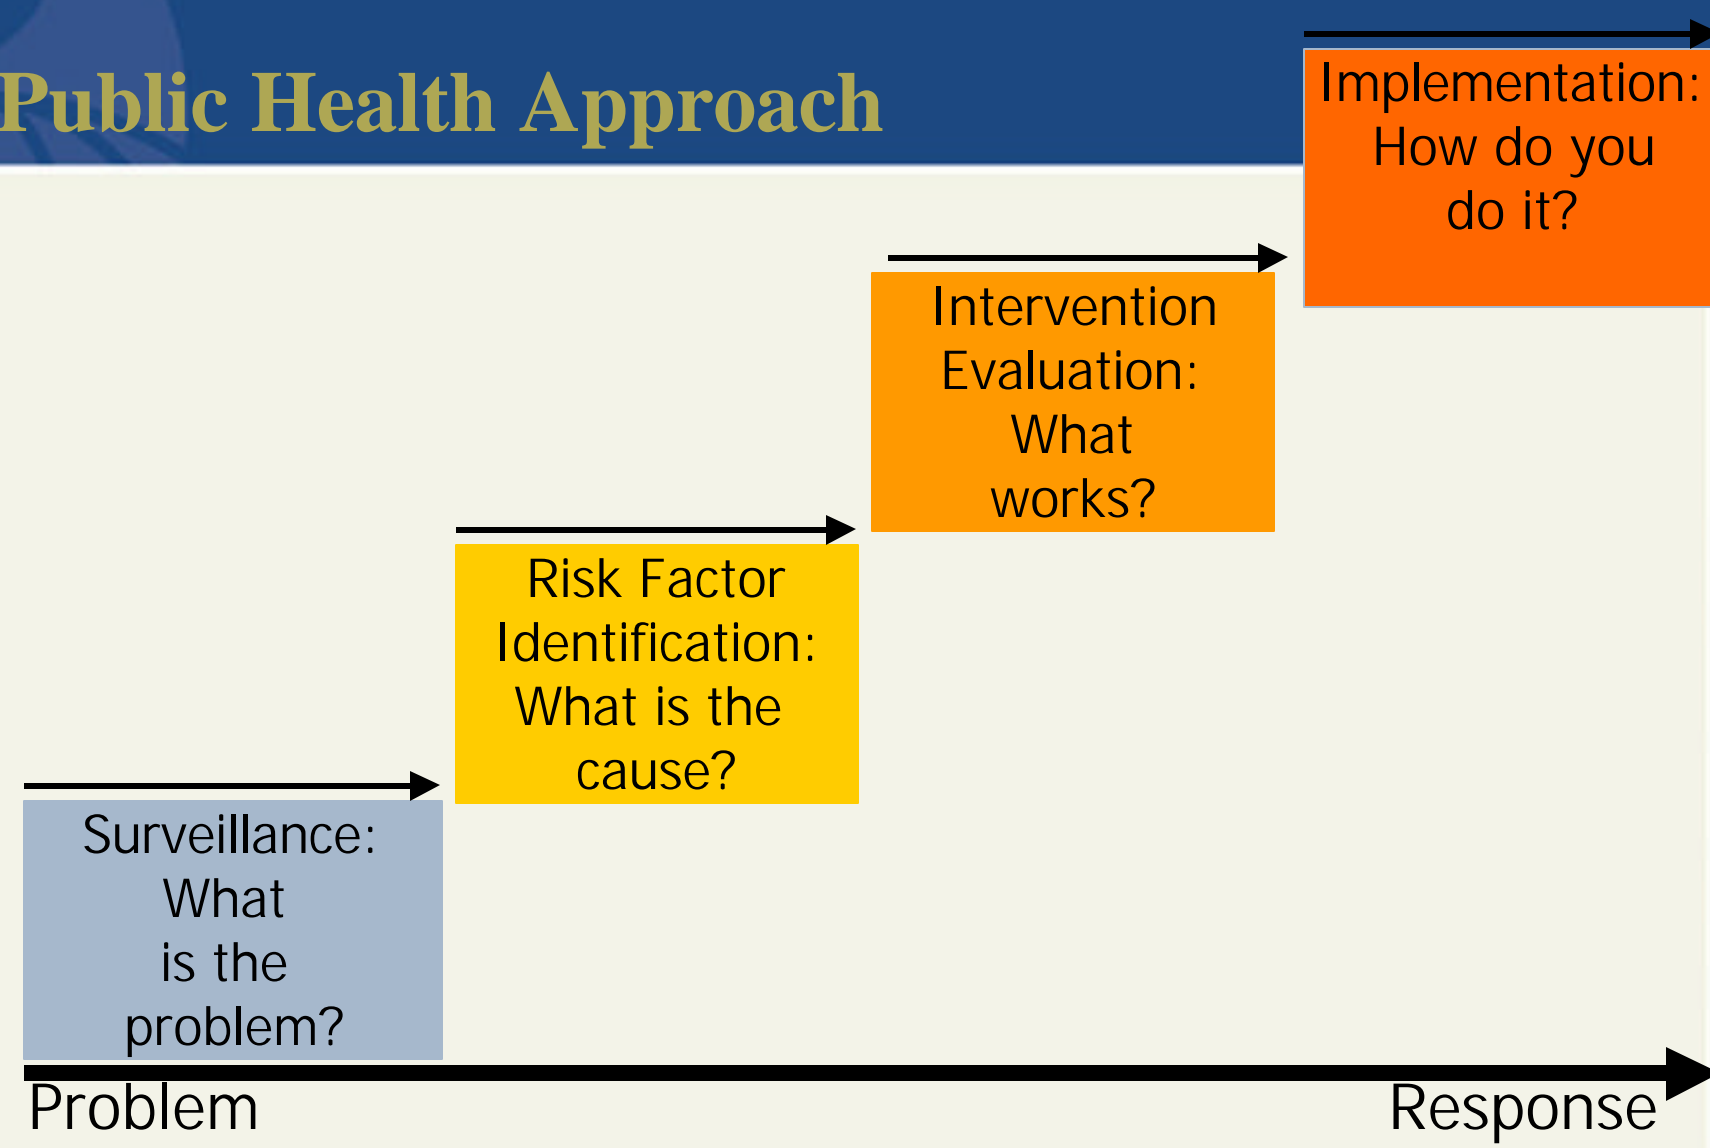 Public Health Approach
Implementation:
How do you
do it?
Intervention
Evaluation:
What
works?
Risk Factor
Identification:
What is the
cause?
Surveillance:
What
is the
problem?
Problem
Response